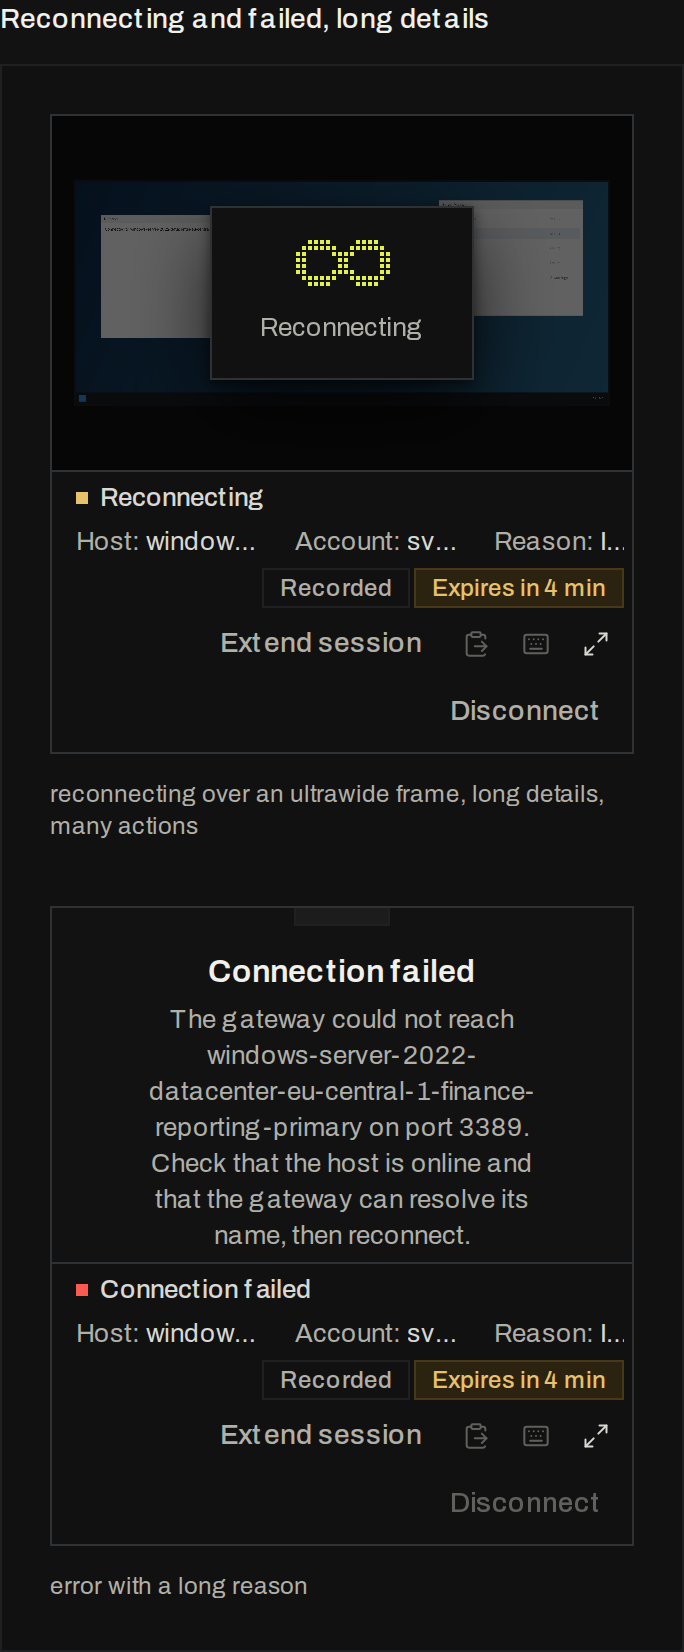 Reconnecting and failed, long details
Reconnecting
Reconnecting
Host: window... Account: sv... Reason: I...
Recorded Expires in 4 min
Extend session
Disconnect
reconnecting over an ultrawide frame, long details,
many actions
Connection failed
The gateway could not reach
windows-server-2022-
datacenter-eu-central-1-finance-
reporting-primary on port 3389.
Check that the host is online and
that the gateway can resolve its
name, then reconnect.
Connection failed
Host: window... Account: sv... Reason: I...
Recorded Expires in 4 min
Extend session
Disconnect
error with a long reason